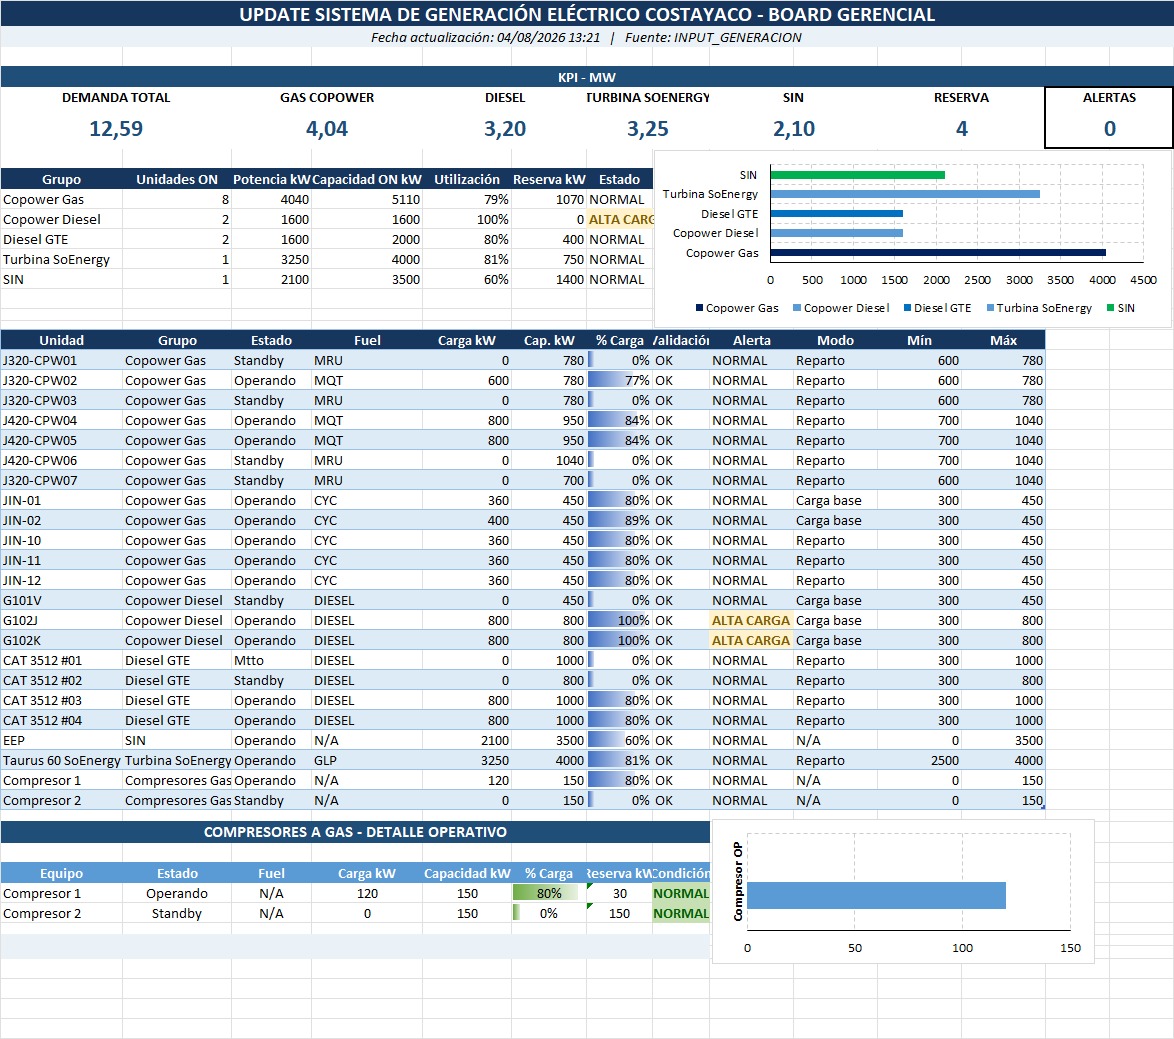 UPDATE SISTEMA DE GENERACIÓN ELÉCTRICO COSTAYACO - BOARD GERENCIAL
Fecha actualización: 04/08/2026 13:21 | Fuente: INPUT_GENERACION
KPI - MW
DEMANDA TOTAL GAS COPOWER DIESEL TURBINA SOENERGY SIN RESERVA ALERTAS
12,59 4,04 3,20 3,25 2,10 4 0
Grupo Unidades ON Potencia kW Capacidad ON kW Utilización Reserva kW Estado
Copower Gas 8 4040 5110 79% 1070 NORMAL
Copower Diesel 2 1600 1600 100% 0 ALTA CARG
Diesel GTE 2 1600 2000 80% 400 NORMAL
Turbina SoEnergy 1 3250 4000 81% 750 NORMAL
SIN 1 2100 3500 60% 1400 NORMAL
SIN
Turbina SoEnergy
Diesel GTE
Copower Diesel
Copower Gas
0 500 1000 1500 2000 2500 3000 3500 4000 4500
Copower Gas Copower Diesel Diesel GTE Turbina SoEnergy SIN
Unidad Grupo Estado Fuel Carga kW Cap. kW % Carga Validación Alerta Modo Mín Máx
J320-CPW01 Copower Gas Standby MRU 0 780 0% OK NORMAL Reparto 600 780
J320-CPW02 Copower Gas Operando MQT 600 780 77% OK NORMAL Reparto 600 780
J320-CPW03 Copower Gas Standby MRU 0 780 0% OK NORMAL Reparto 600 780
J420-CPW04 Copower Gas Operando MQT 800 950 84% OK NORMAL Reparto 700 1040
J420-CPW05 Copower Gas Operando MQT 800 950 84% OK NORMAL Reparto 700 1040
J420-CPW06 Copower Gas Standby MRU 0 1040 0% OK NORMAL Reparto 700 1040
J320-CPW07 Copower Gas Standby MRU 0 700 0% OK NORMAL Reparto 600 1040
JIN-01 Copower Gas Operando CYC 360 450 80% OK NORMAL Carga base 300 450
JIN-02 Copower Gas Operando CYC 400 450 89% OK NORMAL Carga base 300 450
JIN-10 Copower Gas Operando CYC 360 450 80% OK NORMAL Reparto 300 450
JIN-11 Copower Gas Operando CYC 360 450 80% OK NORMAL Reparto 300 450
JIN-12 Copower Gas Operando CYC 360 450 80% OK NORMAL Reparto 300 450
G101V Copower Diesel Standby DIESEL 0 450 0% OK NORMAL Carga base 300 450
G102J Copower Diesel Operando DIESEL 800 800 100% OK ALTA CARGA Carga base 300 800
G102K Copower Diesel Operando DIESEL 800 800 100% OK ALTA CARGA Carga base 300 800
CAT 3512 #01 Diesel GTE Mtto DIESEL 0 1000 0% OK NORMAL Reparto 300 1000
CAT 3512 #02 Diesel GTE Standby DIESEL 0 800 0% OK NORMAL Reparto 300 800
CAT 3512 #03 Diesel GTE Operando DIESEL 800 1000 80% OK NORMAL Reparto 300 1000
CAT 3512 #04 Diesel GTE Operando DIESEL 800 1000 80% OK NORMAL Reparto 300 1000
EEP SIN Operando N/A 2100 3500 60% OK NORMAL N/A 0 3500
Taurus 60 SoEnergy Turbina SoEnergy Operando GLP 3250 4000 81% OK NORMAL Reparto 2500 4000
Compresor 1 Compresores Gas Operando N/A 120 150 80% OK NORMAL N/A 0 150
Compresor 2 Compresores Gas Standby N/A 0 150 0% OK NORMAL N/A 0 150
COMPRESORES A GAS - DETALLE OPERATIVO
Equipo Estado Fuel Carga kW Capacidad kW % Carga Reserva kW Condición
Compresor 1 Operando N/A 120 150 80% 30 NORMAL
Compresor 2 Standby N/A 0 150 0% 150 NORMAL
Compresor OP
0 50 100 150